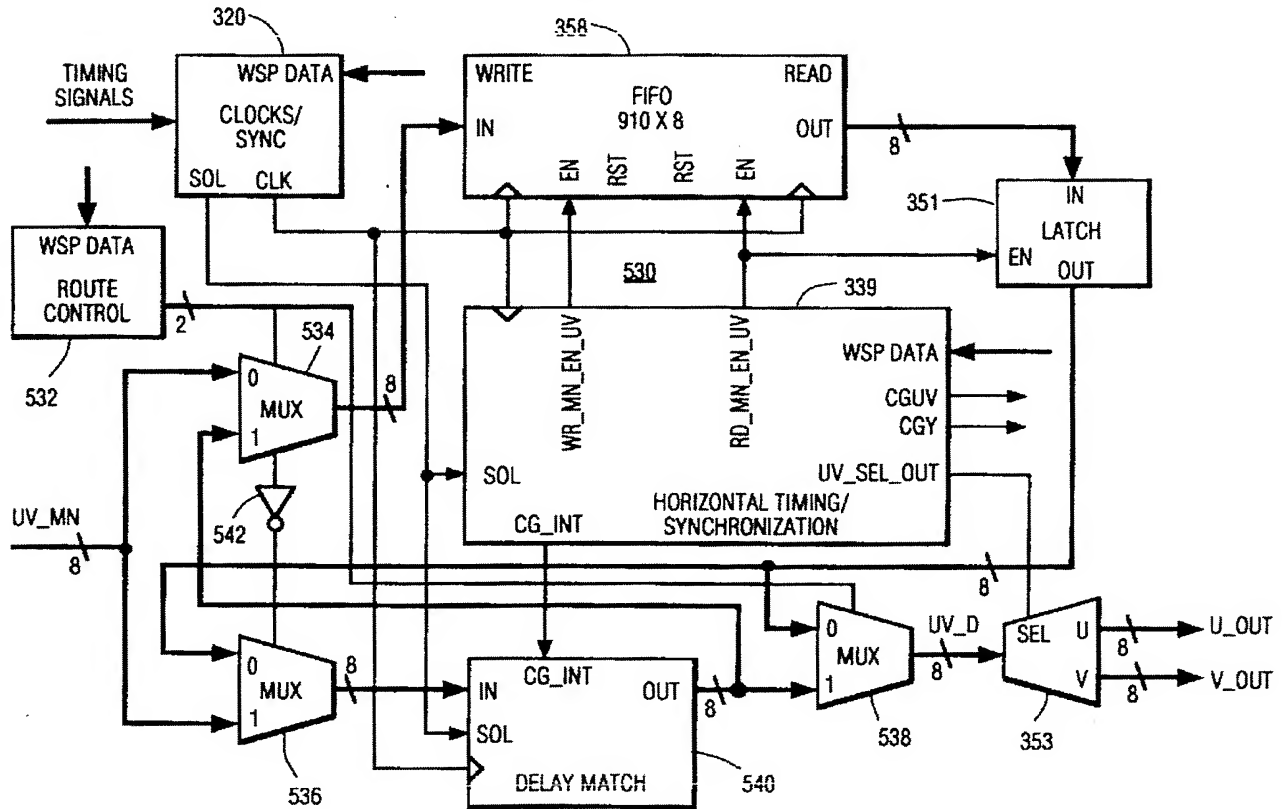 320
WSP DATA
TIMING
SIGNALS
CLOCKS/
SYNC
SOL CLK
358
WRITE READ
FIFO
910 X 8
IN OUT
EN RST RST EN
8
351
IN
LATCH
EN
OUT
WSP DATA
ROUTE
CONTROL
2
532
530
339
534
0
MUX
1
8
WR_MN_EN_UV
RD_MN_EN_UV
WSP DATA
CGUV
CGY
UV_SEL_OUT
SOL
HORIZONTAL TIMING/
SYNCHRONIZATION
CG_INT
UV_MN
8
542
8
0
MUX
1
8
536
CG_INT
IN OUT
SOL
DELAY MATCH
8
540
0
MUX
1
538
UV_D
8
SEL U
V
353
8
U_OUT
8
V_OUT